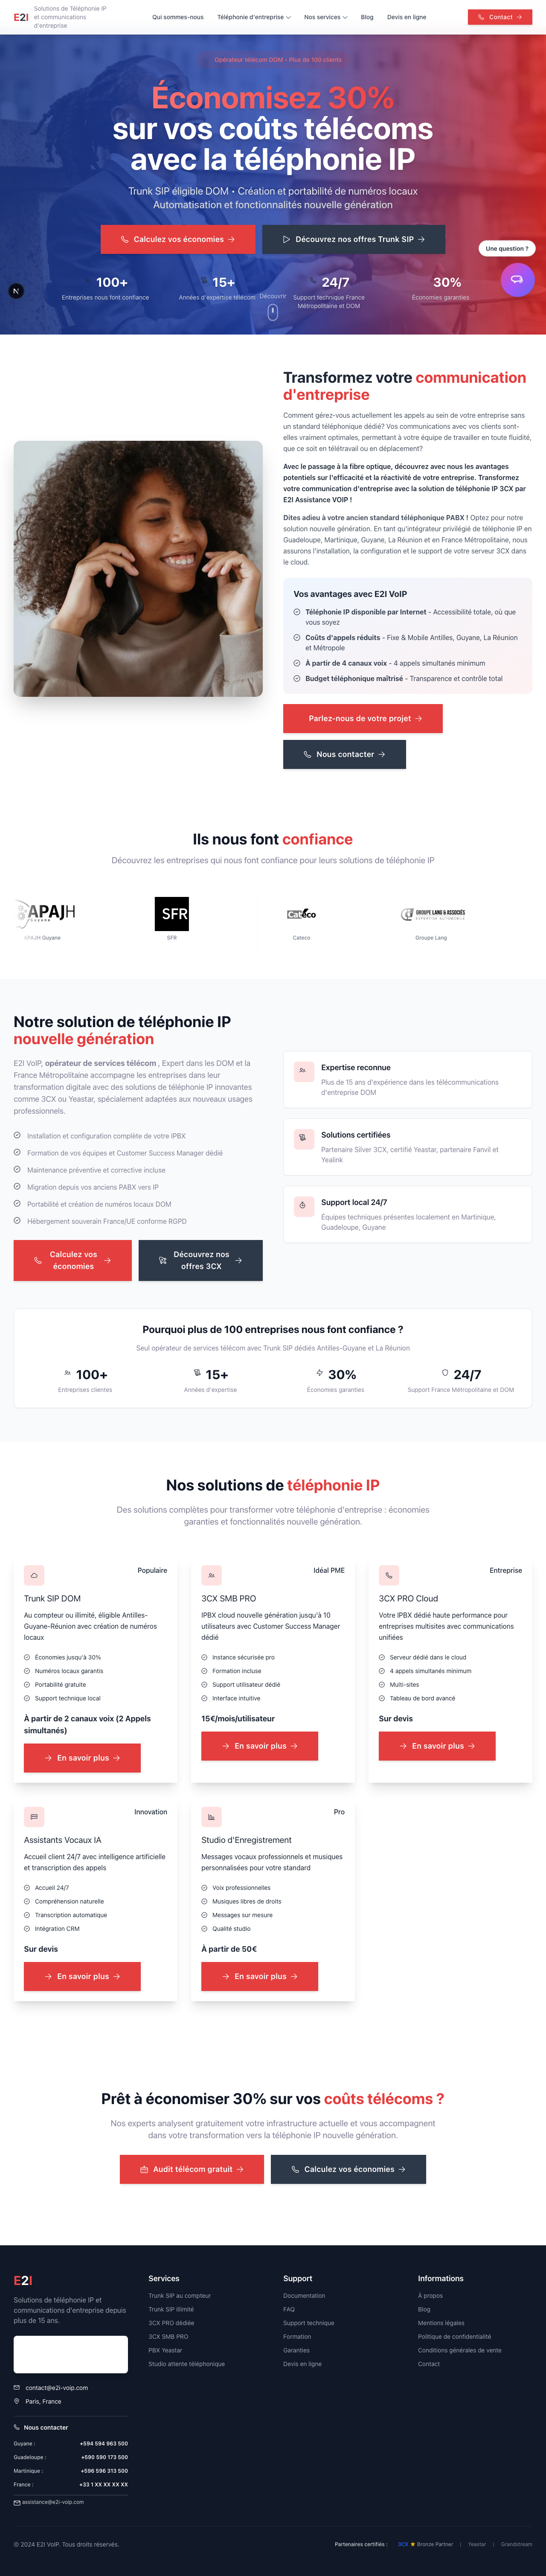 E2I
Solutions de Téléphonie IP
et communications
d'entreprise
Qui sommes-nous
Téléphonie d'entreprise
Nos services
Blog
Devis en ligne
Contact
Opérateur télécom DOM • Plus de 100 clients
Économisez 30%
sur vos coûts télécoms
avec la téléphonie IP
Trunk SIP éligible DOM • Création et portabilité de numéros locaux
Automatisation et fonctionnalités nouvelle génération
Calculez vos économies
Découvrez nos offres Trunk SIP
Une question ?
N
100+
Entreprises nous font confiance
15+
Années d'expertise télécom
Découvrir
24/7
Support technique France
Métropolitaine et DOM
30%
Économies garanties
Transformez votre communication
d'entreprise
Comment gérez-vous actuellement les appels au sein de votre entreprise sans
un standard téléphonique dédié? Vos communications avec vos clients sont-
elles vraiment optimales, permettant à votre équipe de travailler en toute fluidité,
que ce soit en télétravail ou en déplacement?
Avec le passage à la fibre optique, découvrez avec nous les avantages
potentiels sur l'efficacité et la réactivité de votre entreprise. Transformez
votre communication d'entreprise avec la solution de téléphonie IP 3CX par
E2I Assistance VOIP !
Dites adieu à votre ancien standard téléphonique PABX ! Optez pour notre
solution nouvelle génération. En tant qu'intégrateur privilégié de téléphonie IP en
Guadeloupe, Martinique, Guyane, La Réunion et en France Métropolitaine, nous
assurons l'installation, la configuration et le support de votre serveur 3CX dans
le cloud.
Vos avantages avec E2I VoIP
Téléphonie IP disponible par Internet - Accessibilité totale, où que
vous soyez
Coûts d'appels réduits - Fixe & Mobile Antilles, Guyane, La Réunion
et Métropole
À partir de 4 canaux voix - 4 appels simultanés minimum
Budget téléphonique maîtrisé - Transparence et contrôle total
Parlez-nous de votre projet
Nous contacter
Ils nous font confiance
Découvrez les entreprises qui nous font confiance pour leurs solutions de téléphonie IP
APAJH
GUYANE
APAJH Guyane
SFR
SFR
Cateco
Cateco
GROUPE LANG & ASSOCIÉS
EXPERTISE AUTOMOBILE
Groupe Lang
Notre solution de téléphonie IP
nouvelle génération
E2I VoIP, opérateur de services télécom , Expert dans les DOM et la
France Métropolitaine accompagne les entreprises dans leur
transformation digitale avec des solutions de téléphonie IP innovantes
comme 3CX ou Yeastar, spécialement adaptées aux nouveaux usages
professionnels.
Installation et configuration complète de votre IPBX
Formation de vos équipes et Customer Success Manager dédié
Maintenance préventive et corrective incluse
Migration depuis vos anciens PABX vers IP
Portabilité et création de numéros locaux DOM
Hébergement souverain France/UE conforme RGPD
Calculez vos
économies
Découvrez nos
offres 3CX
Expertise reconnue
Plus de 15 ans d'expérience dans les télécommunications
d'entreprise DOM
Solutions certifiées
Partenaire Silver 3CX, certifié Yeastar, partenaire Fanvil et
Yealink
Support local 24/7
Équipes techniques présentes localement en Martinique,
Guadeloupe, Guyane
Pourquoi plus de 100 entreprises nous font confiance ?
Seul opérateur de services télécom avec Trunk SIP dédiés Antilles-Guyane et La Réunion
100+
Entreprises clientes
15+
Années d'expertise
30%
Économies garanties
24/7
Support France Métropolitaine et DOM
Nos solutions de téléphonie IP
Des solutions complètes pour transformer votre téléphonie d'entreprise : économies
garanties et fonctionnalités nouvelle génération.
Populaire
Trunk SIP DOM
Au compteur ou illimité, éligible Antilles-
Guyane-Réunion avec création de numéros
locaux
Économies jusqu'à 30%
Numéros locaux garantis
Portabilité gratuite
Support technique local
À partir de 2 canaux voix (2 Appels
simultanés)
En savoir plus
Idéal PME
3CX SMB PRO
IPBX cloud nouvelle génération jusqu'à 10
utilisateurs avec Customer Success Manager
dédié
Instance sécurisée pro
Formation incluse
Support utilisateur dédié
Interface intuitive
15€/mois/utilisateur
En savoir plus
Entreprise
3CX PRO Cloud
Votre IPBX dédié haute performance pour
entreprises multisites avec communications
unifiées
Serveur dédié dans le cloud
4 appels simultanés minimum
Multi-sites
Tableau de bord avancé
Sur devis
En savoir plus
Innovation
Assistants Vocaux IA
Accueil client 24/7 avec intelligence artificielle
et transcription des appels
Accueil 24/7
Compréhension naturelle
Transcription automatique
Intégration CRM
Sur devis
En savoir plus
Pro
Studio d'Enregistrement
Messages vocaux professionnels et musiques
personnalisées pour votre standard
Voix professionnelles
Musiques libres de droits
Messages sur mesure
Qualité studio
À partir de 50€
En savoir plus
Prêt à économiser 30% sur vos coûts télécoms ?
Nos experts analysent gratuitement votre infrastructure actuelle et vous accompagnent
dans votre transformation vers la téléphonie IP nouvelle génération.
Audit télécom gratuit
Calculez vos économies
E2I
Solutions de téléphonie IP et
communications d'entreprise depuis
plus de 15 ans.
contact@e2i-voip.com
Paris, France
Nous contacter
Guyane : +594 594 963 500
Guadeloupe : +590 590 173 500
Martinique : +596 596 313 500
France : +33 1 XX XX XX XX
assistance@e2i-voip.com
Services
Trunk SIP au compteur
Trunk SIP illimité
3CX PRO dédiée
3CX SMB PRO
PBX Yeastar
Studio attente téléphonique
Support
Documentation
FAQ
Support technique
Formation
Garanties
Devis en ligne
Informations
À propos
Blog
Mentions légales
Politique de confidentialité
Conditions générales de vente
Contact
© 2024 E2I VoIP. Tous droits réservés.
Partenaires certifiés : 3CX ★ Bronze Partner | Yeastar | Grandstream